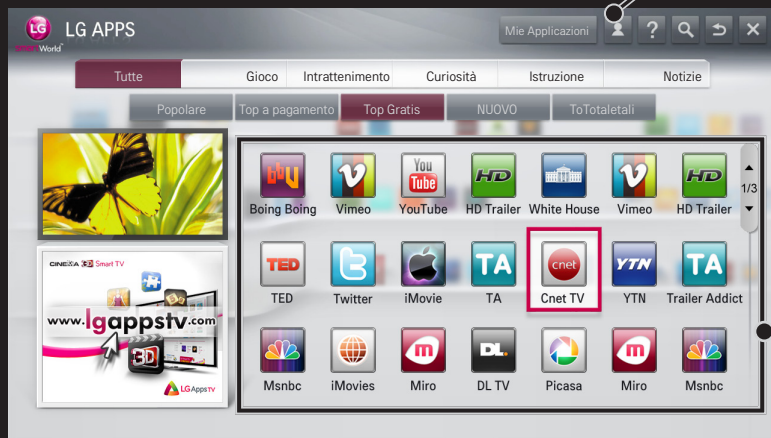 LG LG APPS
Smart World™
Mie Applicazioni
?
Tutte Gioco Intrattenimento Curiosità Istruzione Notizie
Popolare Top a pagamento Top Gratis NUOVO ToTotaletali
1/3
bbU
You Tube
HD
HD
Boing Boing Vimeo YouTube HD Trailer White House Vimeo HD Trailer
CINEMA 3D Smart TV
www.lgappstv.com
3D
LG Apps TV
TED TA cnet YTN TA
TED Twitter iMovie TA Cnet TV YTN Trailer Addict
m DL. m
Msnbc iMovies Miro DL TV Picasa Miro Msnbc